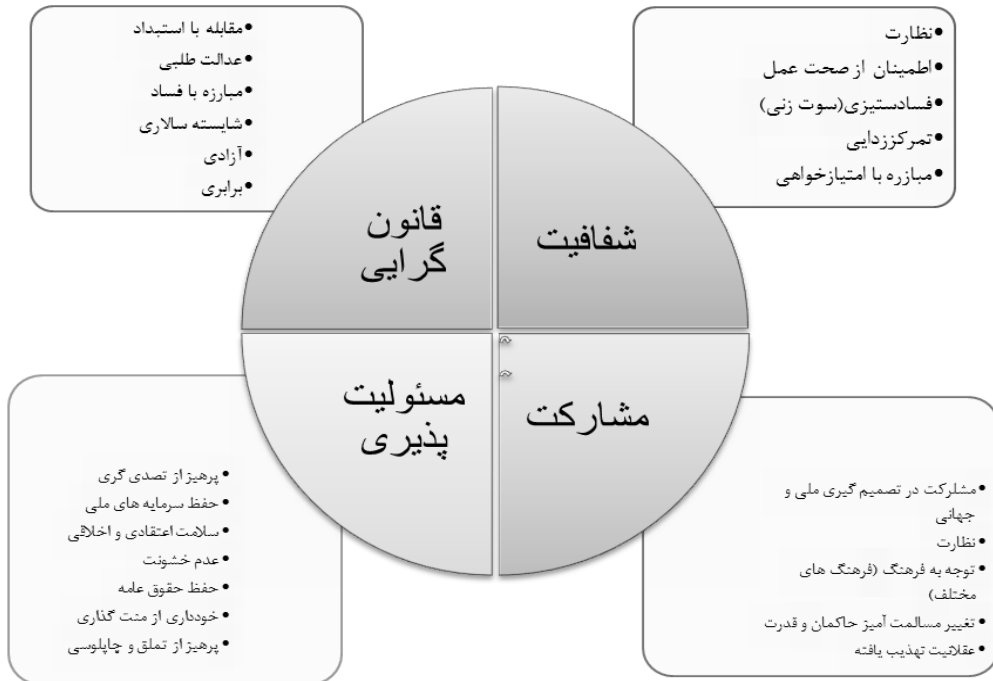 •نظارت
•اطمینان از صحت عمل
•فسادستیزی(سوت زنی)
•تمرکززدایی
•مبازره با امتیازخواهی
•مقابله با استبداد
•عدالت طلبی
•مبارزه با فساد
•شایسته سالاری
•آزادی
•برابری
شفافیت
قانون
گرایی
مشارکت
مسئولیت
پذیری
•مشلرکت در تصمیم گیری ملی و
جهانی
•نظارت
•توجه به فرهنگ (فرهنگ های
مختلف)
•تغییر مسالمت آمیز حاکمان و قدرت
•عقلانیت تهذیب یافته
•پرهیز از تصدی گری
•حفظ سرمایه های ملی
•سلامت اعتقادی و اخلاقی
•عدم خشونت
•حفظ حقوق عامه
•خودداری از منت گذاری
•پرهیز از تملق و چاپلوسی